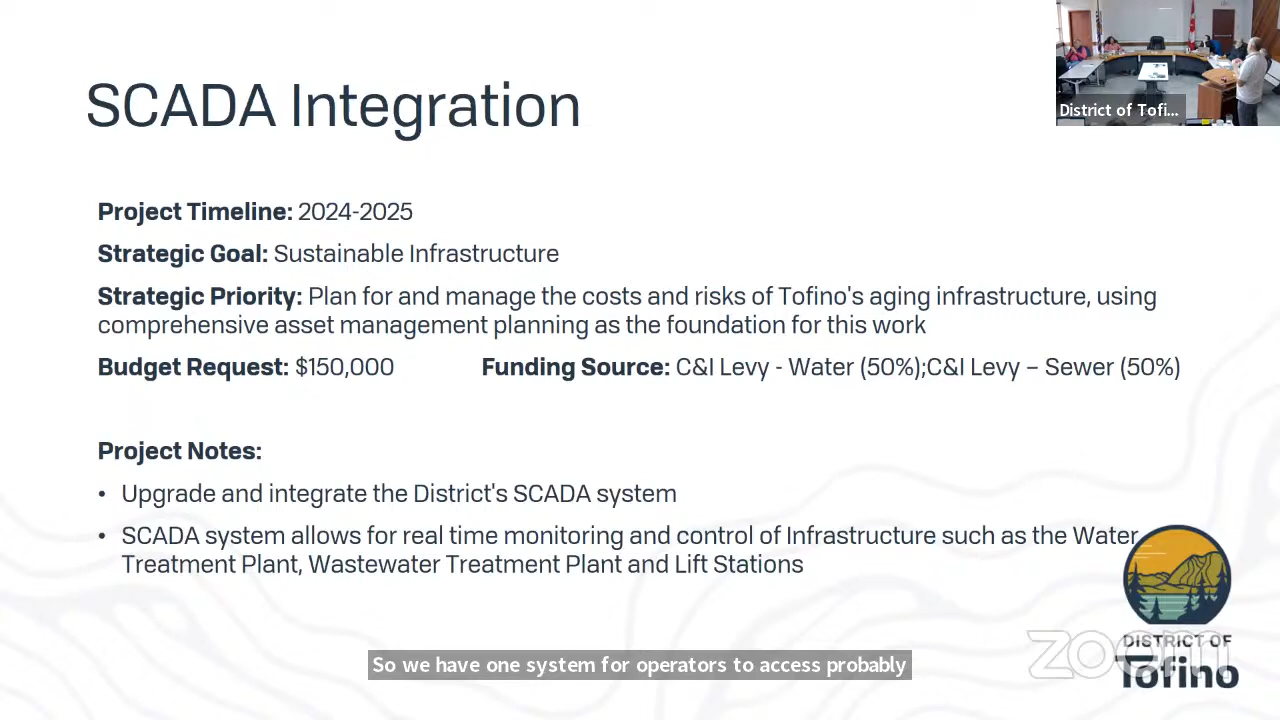 District of Tofi...
SCADA Integration
Project Timeline: 2024-2025
Strategic Goal: Sustainable Infrastructure
Strategic Priority: Plan for and manage the costs and risks of Tofino's aging infrastructure, using
comprehensive asset management planning as the foundation for this work
Budget Request: $150,000 Funding Source: C&I Levy - Water (50%);C&I Levy – Sewer (50%)
Project Notes:
• Upgrade and integrate the District's SCADA system
• SCADA system allows for real time monitoring and control of Infrastructure such as the Water
Treatment Plant, Wastewater Treatment Plant and Lift Stations
DISTRICT OF
Tofino
zoom
So we have one system for operators to access probably